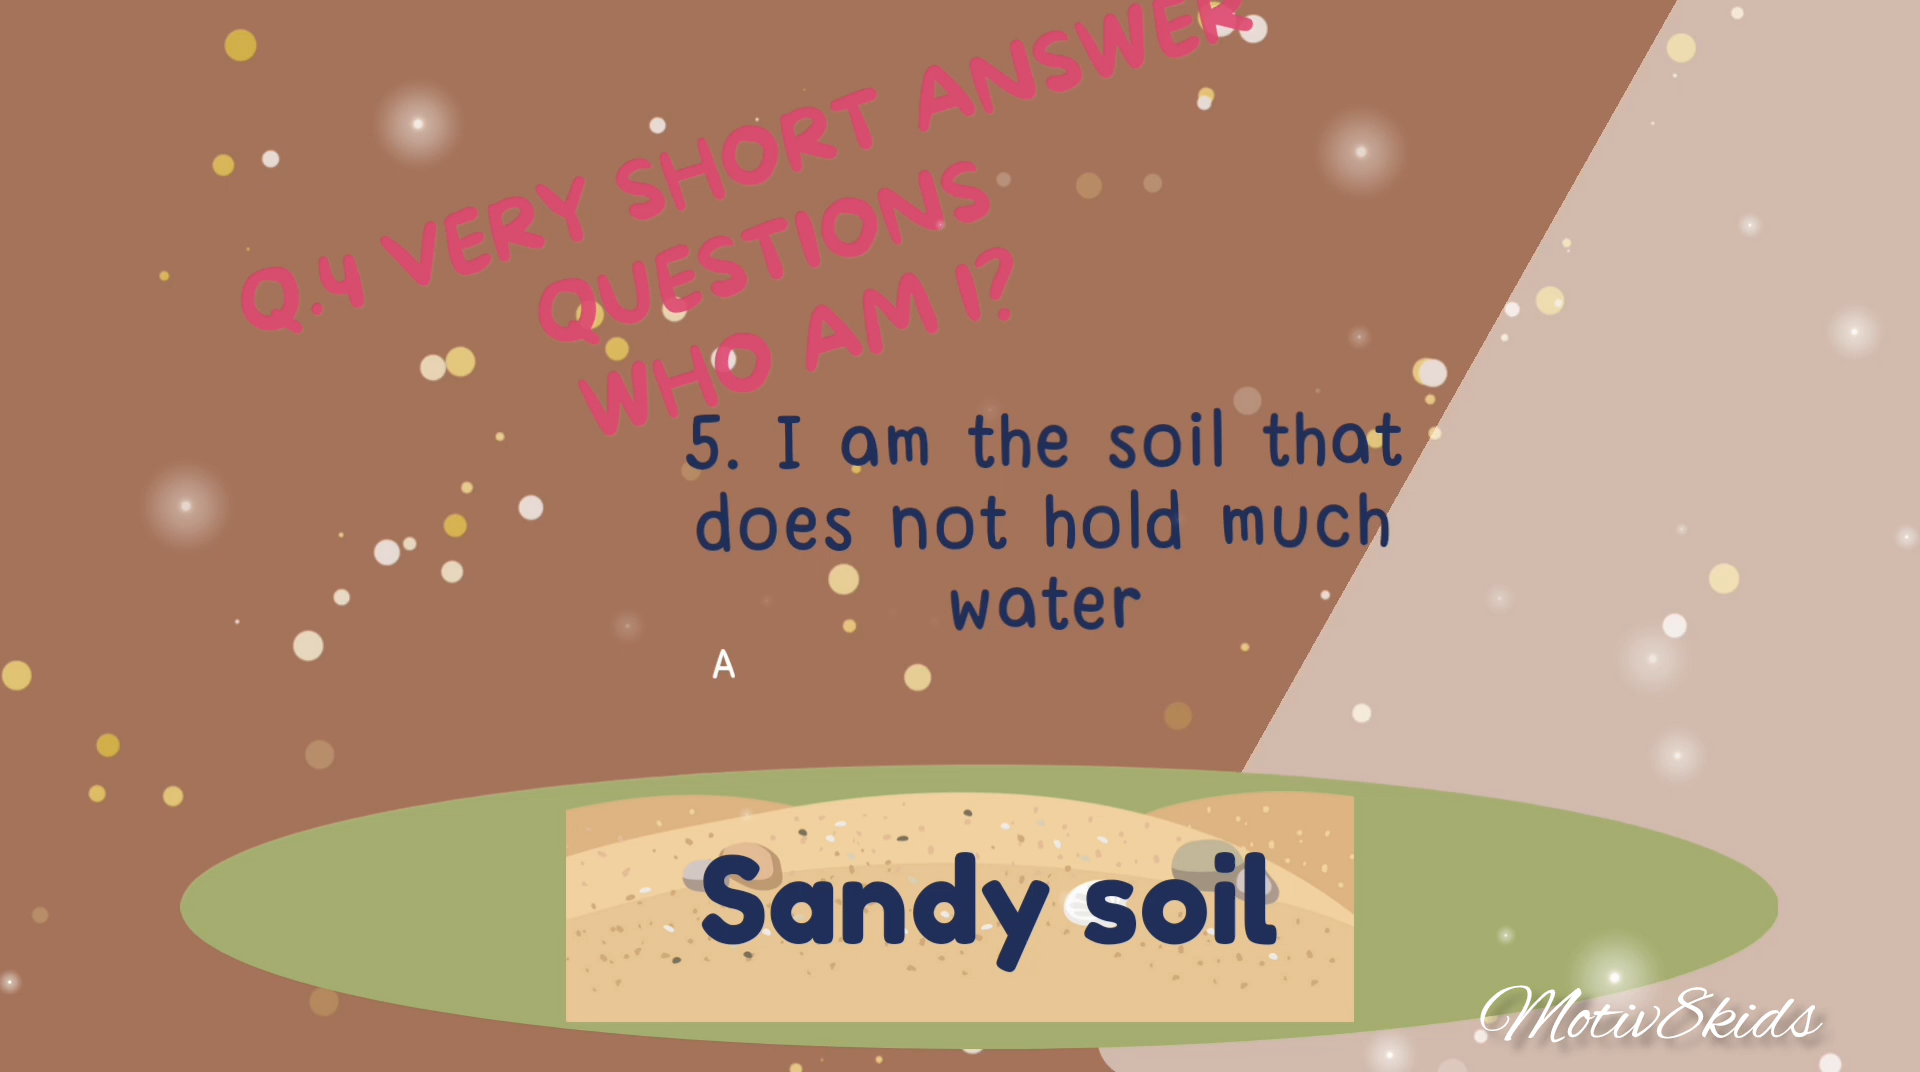 Q.4 VERY SHORT ANSWER
QUESTIONS
WHO AM I?
5. I am the soil that
does not hold much
water
A
Sandy soil
Motiv8kids